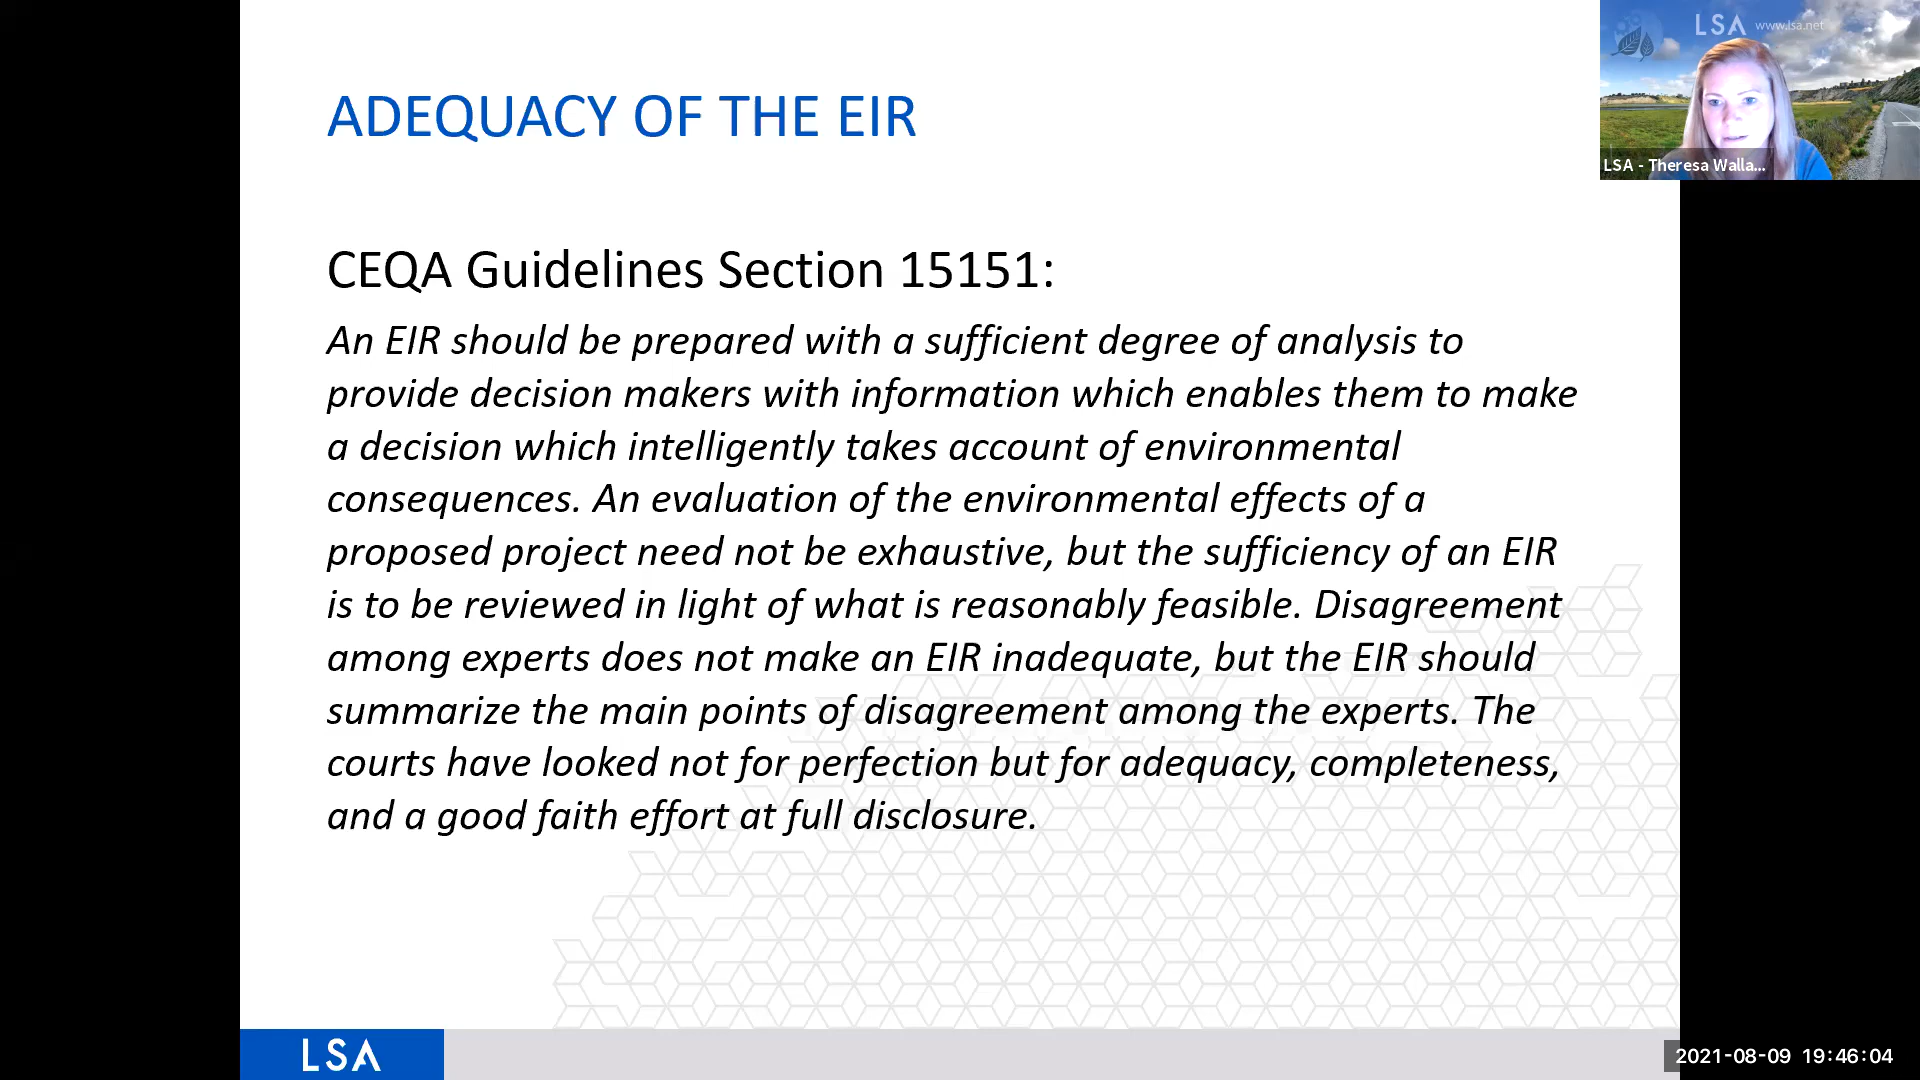 LSA www.lsa.net
ADEQUACY OF THE EIR
LSA - Theresa Walla...
CEQA Guidelines Section 15151:
An EIR should be prepared with a sufficient degree of analysis to
provide decision makers with information which enables them to make
a decision which intelligently takes account of environmental
consequences. An evaluation of the environmental effects of a
proposed project need not be exhaustive, but the sufficiency of an EIR
is to be reviewed in light of what is reasonably feasible. Disagreement
among experts does not make an EIR inadequate, but the EIR should
summarize the main points of disagreement among the experts. The
courts have looked not for perfection but for adequacy, completeness,
and a good faith effort at full disclosure.
LSA
2021-08-09 19:46:04